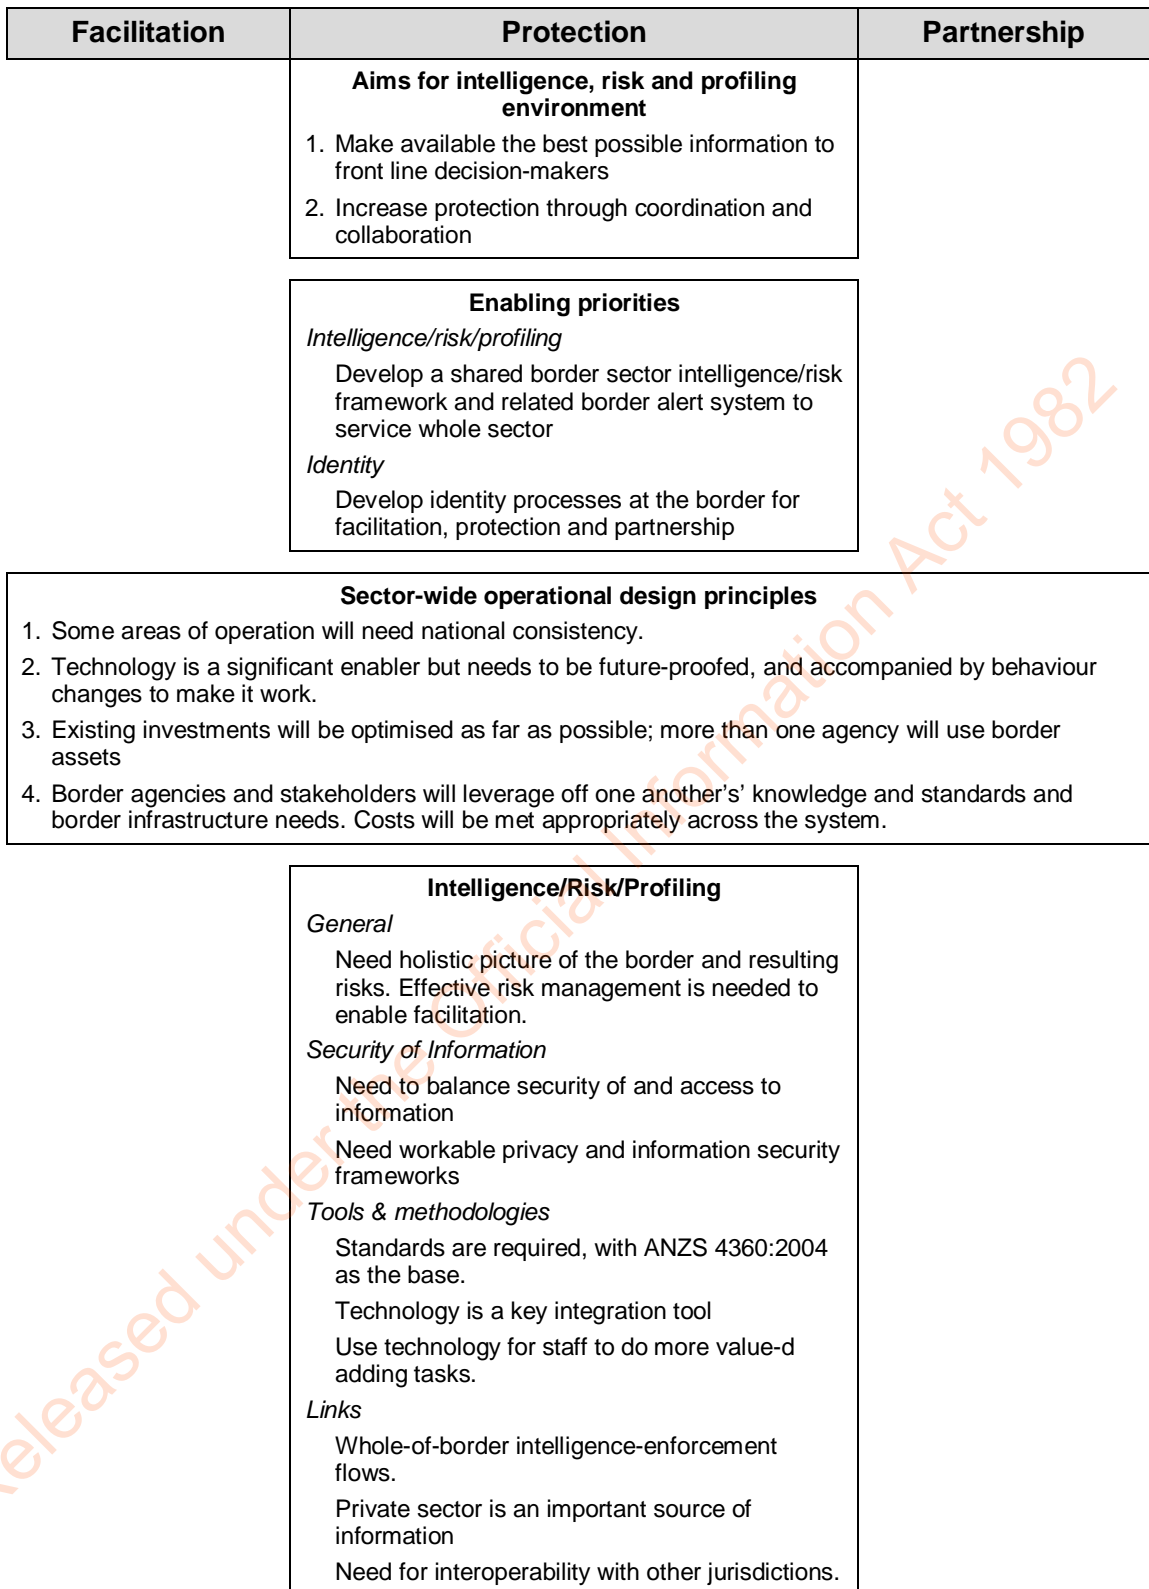 Facilitation
Protection
Partnership
Aims for intelligence, risk and profiling
environment
1. Make available the best possible information to
front line decision-makers
2. Increase protection through coordination and
collaboration
Enabling priorities
Intelligence/risk/profiling
Develop a shared border sector intelligence/risk
framework and related border alert system to
service whole sector
Identity
Develop identity processes at the border for
facilitation, protection and partnership
Sector-wide operational design principles
1. Some areas of operation will need national consistency.
2. Technology is a significant enabler but needs to be future-proofed, and accompanied by behaviour
changes to make it work.
3. Existing investments will be optimised as far as possible; more than one agency will use border
assets
4. Border agencies and stakeholders will leverage off one another's' knowledge and standards and
border infrastructure needs. Costs will be met appropriately across the system.
Intelligence/Risk/Profiling
General
Need holistic picture of the border and resulting
risks. Effective risk management is needed to
enable facilitation.
Security of Information
Need to balance security of and access to
information
Need workable privacy and information security
frameworks
Tools & methodologies
Standards are required, with ANZS 4360:2004
as the base.
Technology is a key integration tool
Use technology for staff to do more value-d
adding tasks.
Links
Whole-of-border intelligence-enforcement
flows.
Private sector is an important source of
information
Need for interoperability with other jurisdictions.
Released under the Official Information Act 1982